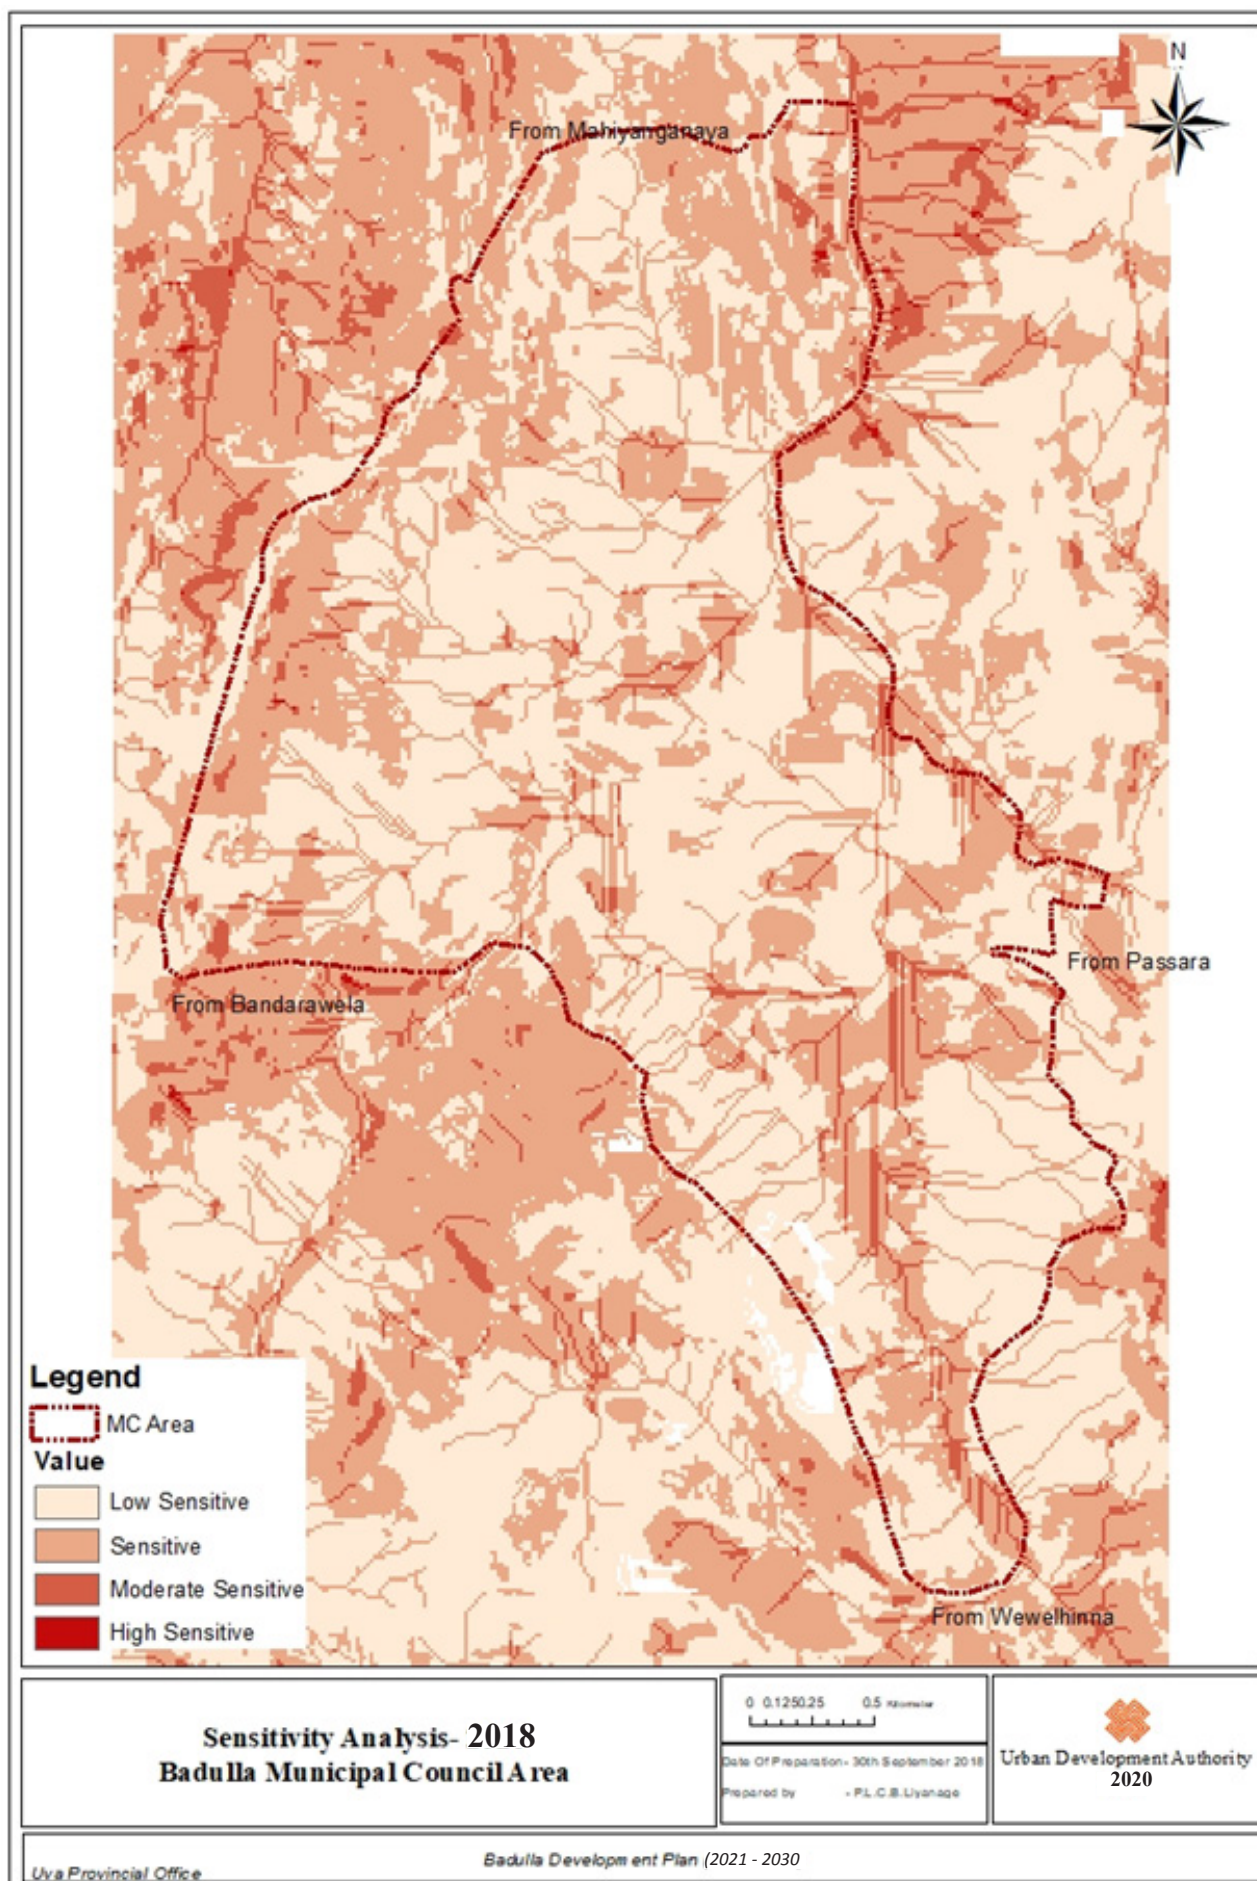 N
From Mahiyanganaya
From Passara
From Bandarawela
From Wewelhinna
Legend
MC Area
Value
Low Sensitive
Sensitive
Moderate Sensitive
High Sensitive
Sensitivity Analysis- 2018
Badulla Municipal Council Area
0 0.1250.25 0.5 Kilometer
Date Of Preparation- 30th September 2018
Prepared by - P.L.C.B.Liyanage
Urban Development Authority
2020
Badulla Development Plan (2021 - 2030
Uva Provincial Office